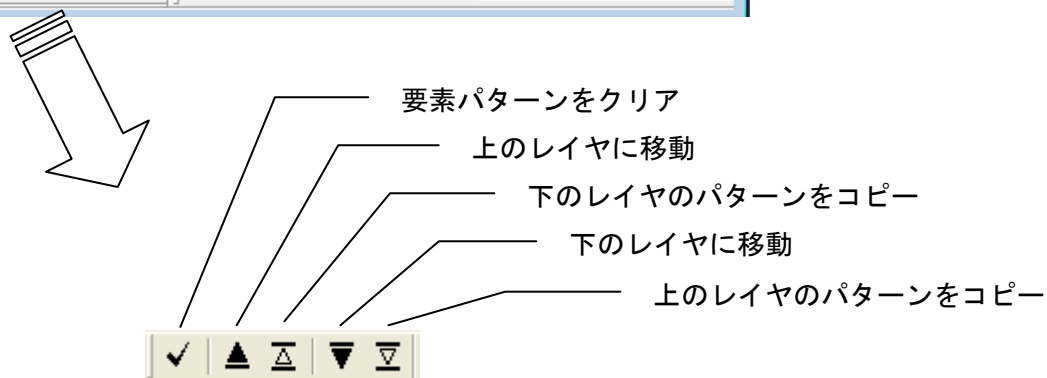 要素パターンをクリア
上のレイヤに移動
下のレイヤのパターンをコピー
下のレイヤに移動
上のレイヤのパターンをコピー